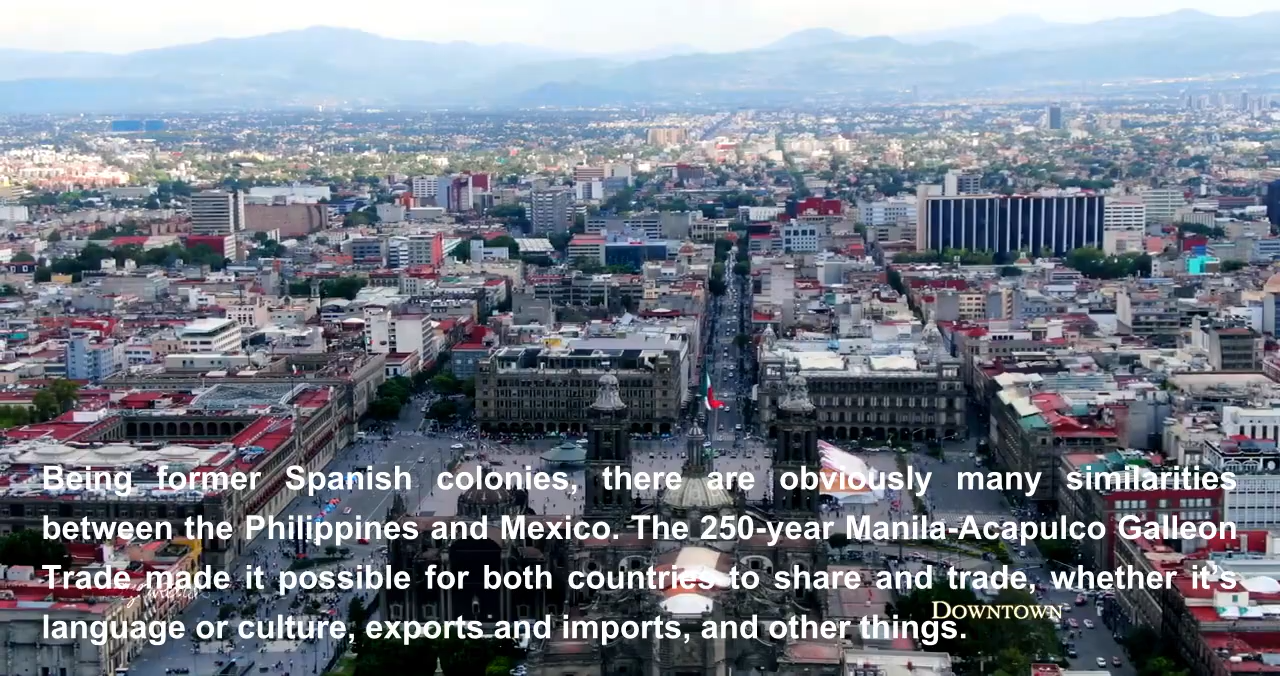 Being former Spanish colonies, there are obviously many similarities
between the Philippines and Mexico. The 250-year Manila-Acapulco Galleon
Trade made it possible for both countries to share and trade, whether it’s
language or culture, exports and imports, and other things.
DOWNTOWN